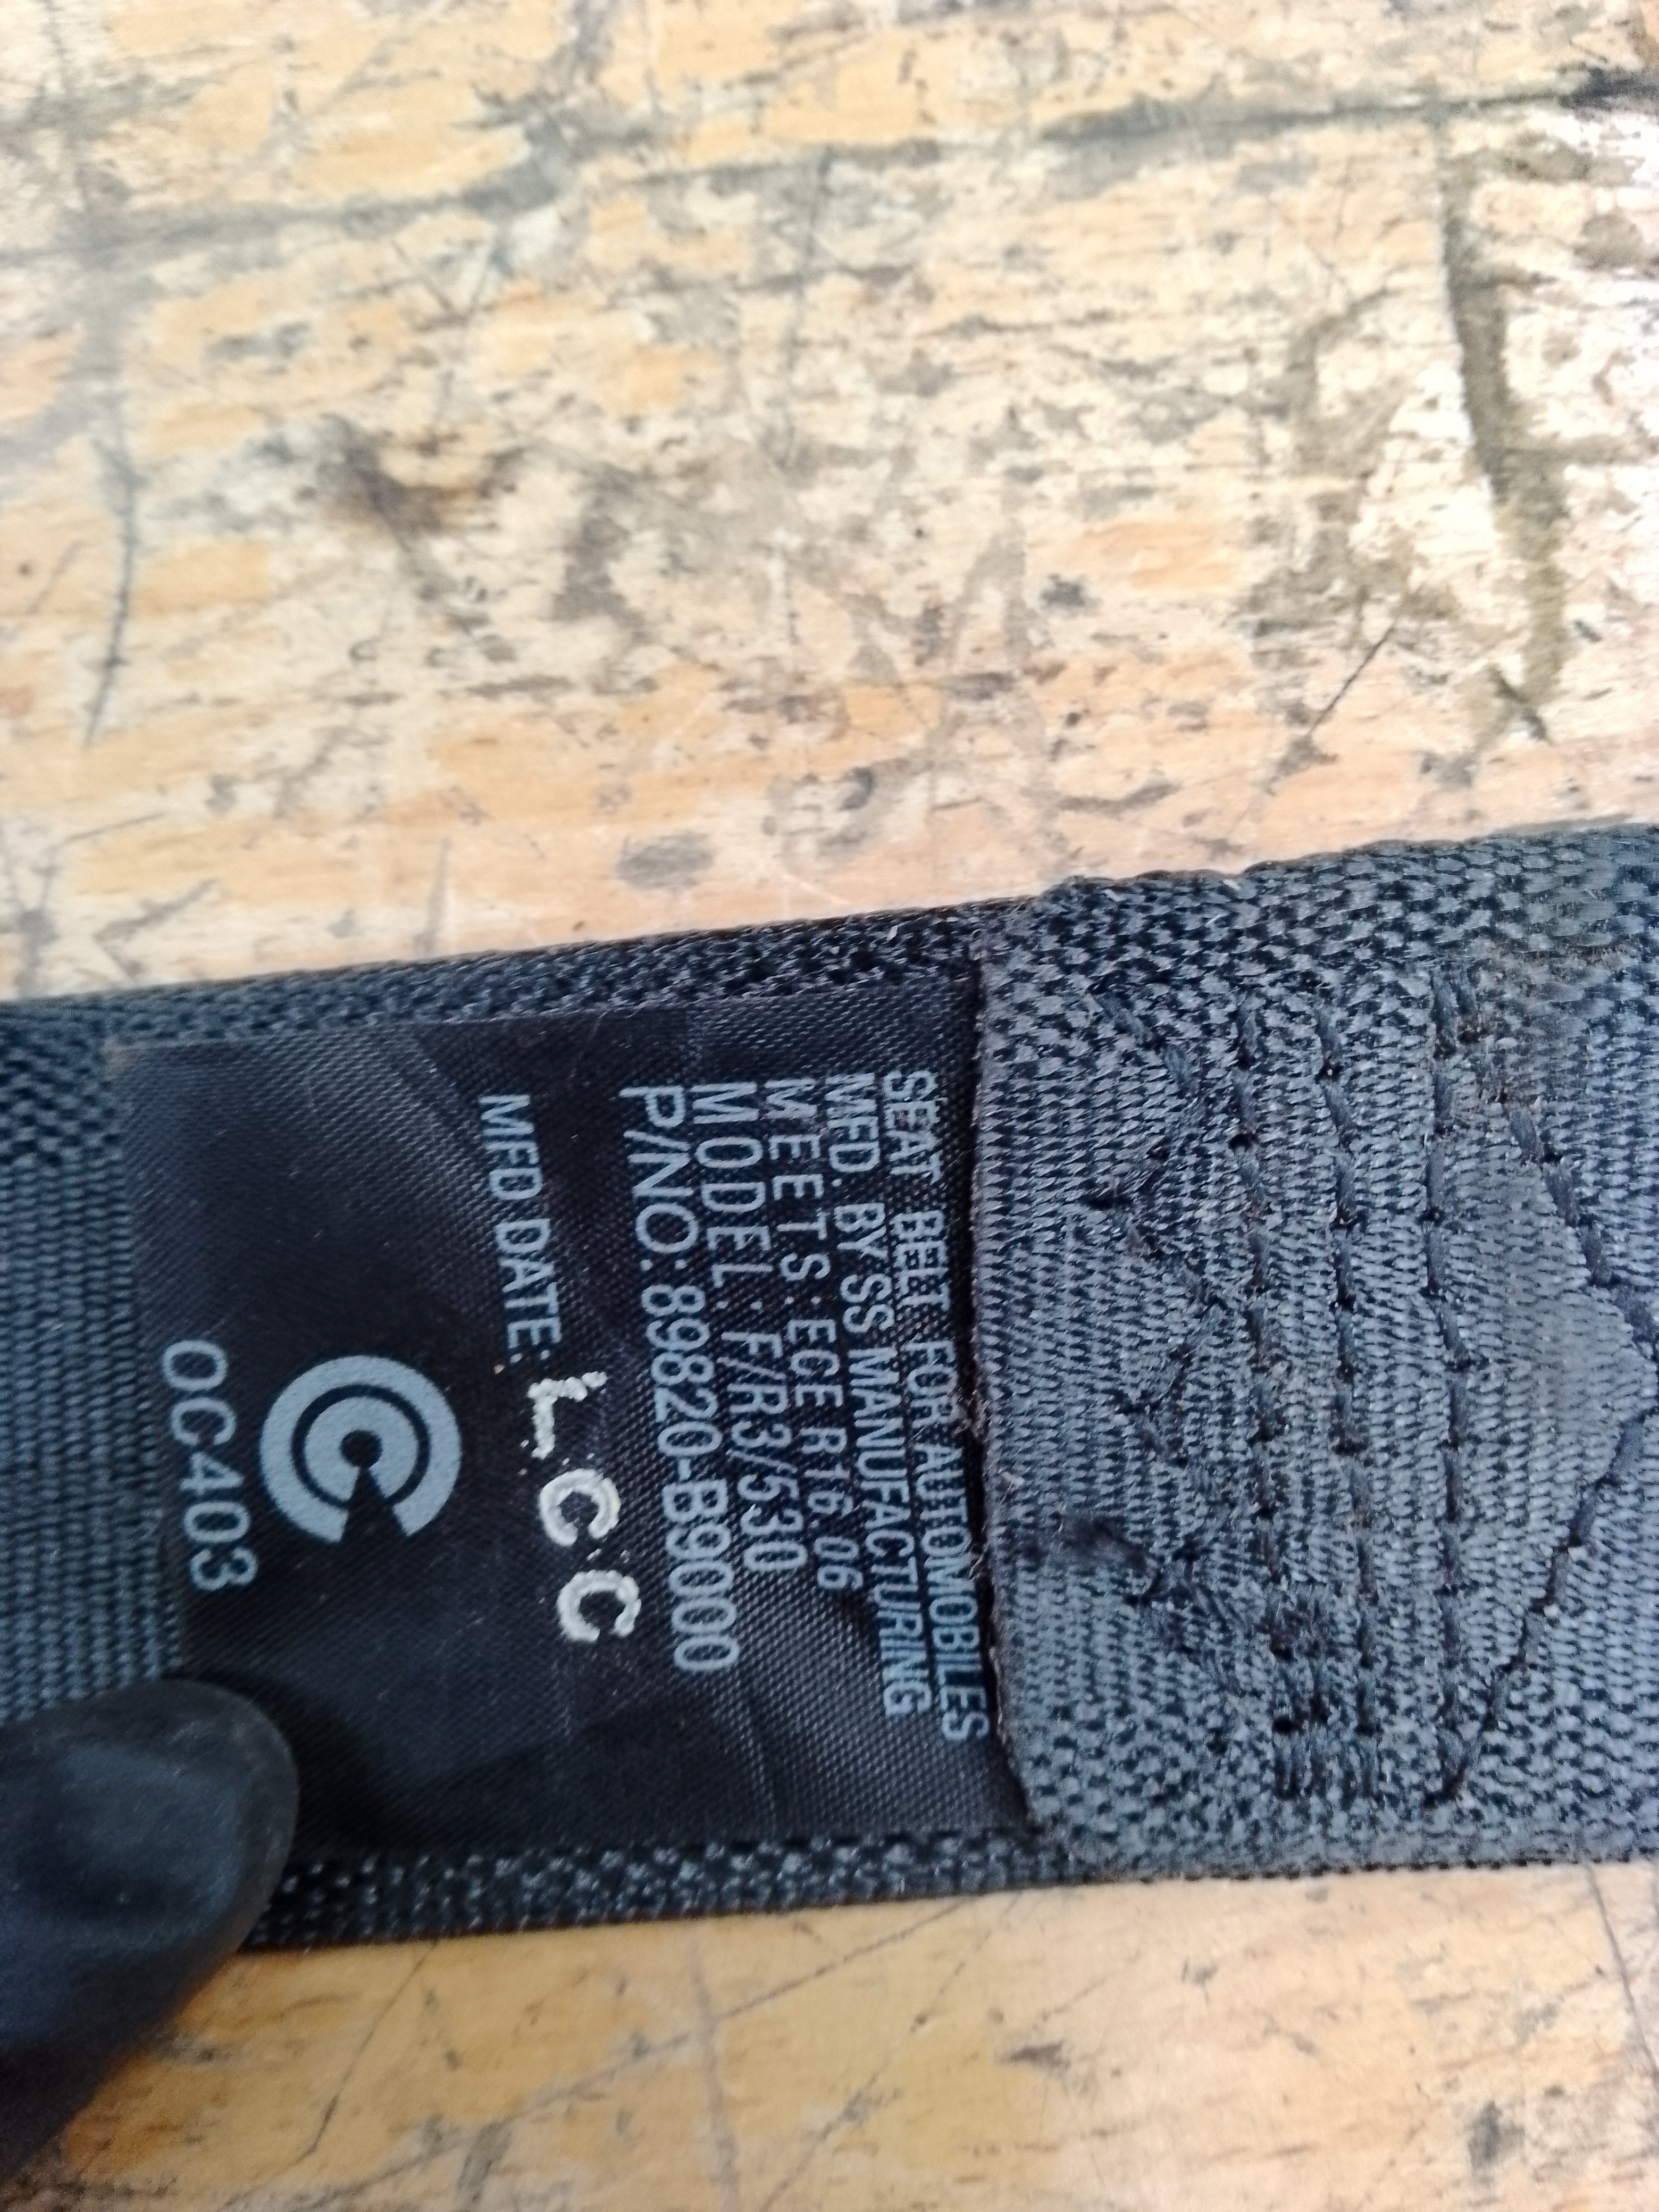 SEAT BELT FOR AUTOMOBILES
MFD. BY SS MANUFACTURING
MEETS: ECE R16 06
MODEL: F/R3/530
P/NO.: 89820-B9000
MFD DATE: LCC
OC403